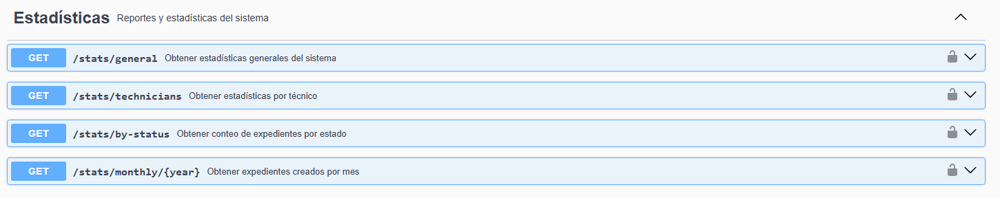 Estadísticas Reportes y estadísticas del sistema
GET /stats/general Obtener estadísticas generales del sistema
GET /stats/technicians Obtener estadísticas por técnico
GET /stats/by-status Obtener conteo de expedientes por estado
GET /stats/monthly/{year} Obtener expedientes creados por mes